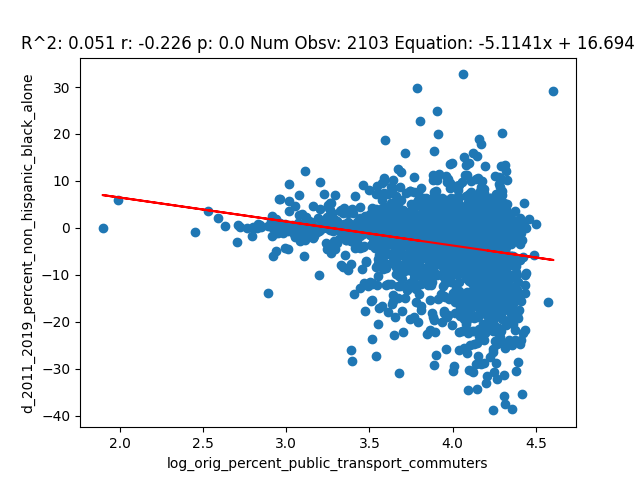 R^2: 0.051 r: -0.226 p: 0.0 Num Obsv: 2103 Equation: -5.1141x + 16.694
30
20
10
0
−10
−20
−30
−40
d_2011_2019_percent_non_hispanic_black_alone
2.0 2.5 3.0 3.5 4.0 4.5
log_orig_percent_public_transport_commuters